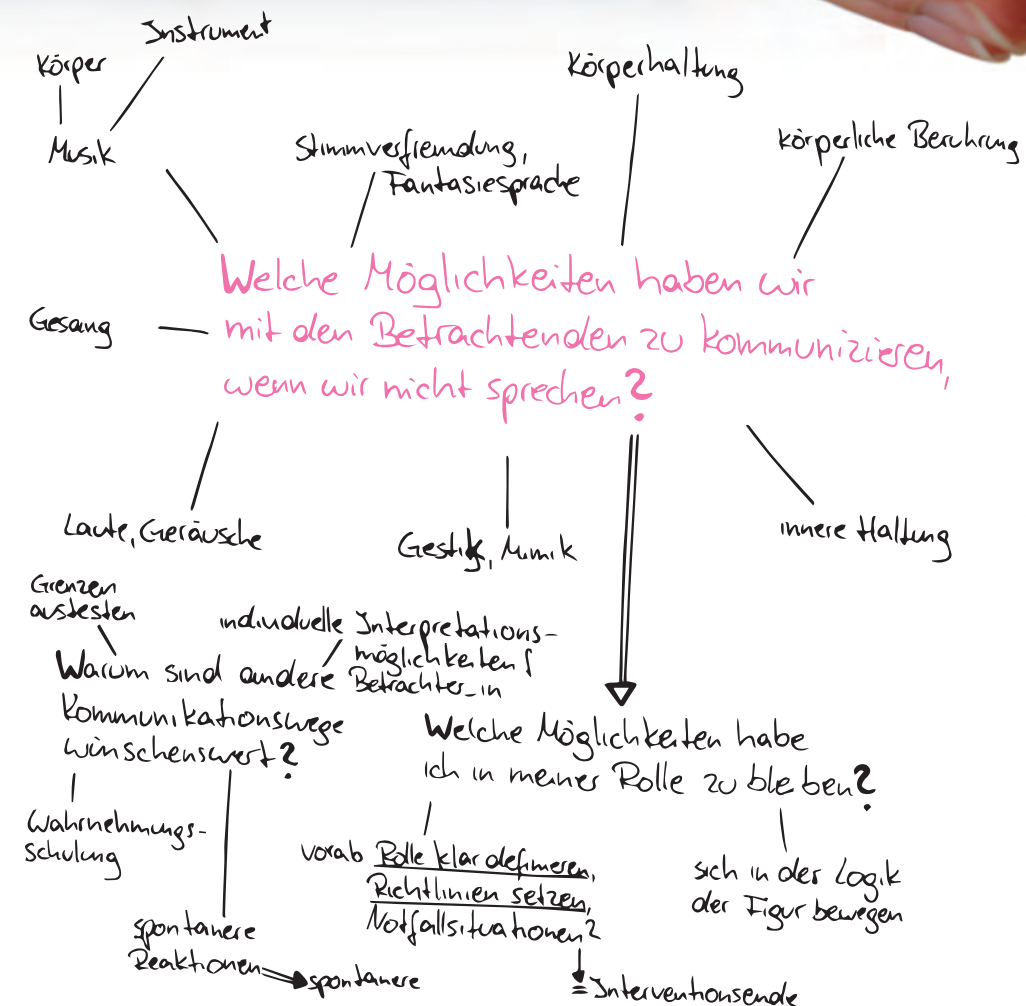 Instrument
Körper
Musik
Stimmverfremdung,
Fantasiesprache
Körperhaltung
körperliche Beruhrung
Welche Möglichkeiten haben wir
mit den Betrachtenden zu kommunizieren,
wenn wir nicht sprechen?
Gesang
Laute, Geräusche
Gestik, Mimik
innere Haltung
Grenzen
austesten
individuelle Interpretations-
möglichkeiten f
Betrachter_in
Warum sind andere
Kommunikationswege
wünschenswert?
Wahrnehmungs-
schulung
spontanere
Reaktionen
spontanere
Welche Möglichkeiten habe
ich in meiner Rolle zu bleiben?
vorab Rolle klar definieren,
Richtlinien setzen,
Notfallsituationen?
= Interventionsende
sich in der Logik
der Figur bewegen